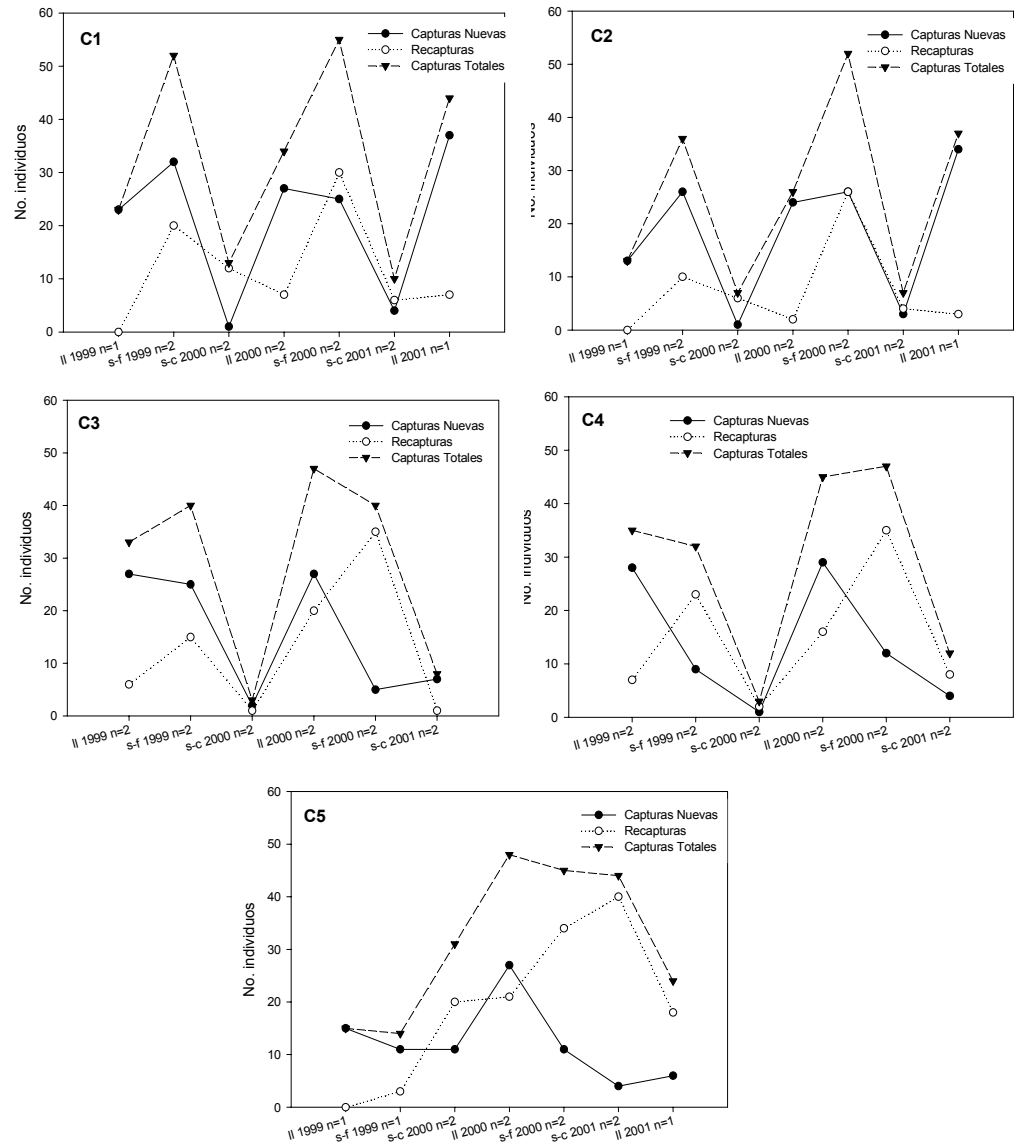 C1
Capturas Nuevas
Recapturas
Capturas Totales
No. individuos
60
50
40
30
20
10
0
ll 1999 n=1
s-f 1999 n=2
s-c 2000 n=2
ll 2000 n=2
s-f 2000 n=2
s-c 2001 n=2
ll 2001 n=1
C2
Capturas Nuevas
Recapturas
Capturas Totales
No. individuos
60
50
40
30
20
10
0
ll 1999 n=1
s-f 1999 n=2
s-c 2000 n=2
ll 2000 n=2
s-f 2000 n=2
s-c 2001 n=2
ll 2001 n=1
C3
Capturas Nuevas
Recapturas
Capturas Totales
No. individuos
60
50
40
30
20
10
0
ll 1999 n=2
s-f 1999 n=2
s-c 2000 n=2
ll 2000 n=2
s-f 2000 n=2
s-c 2001 n=2
C4
Capturas Nuevas
Recapturas
Capturas Totales
No. individuos
60
50
40
30
20
10
0
ll 1999 n=2
s-f 1999 n=2
s-c 2000 n=2
ll 2000 n=2
s-f 2000 n=2
s-c 2001 n=2
C5
Capturas Nuevas
Recapturas
Capturas Totales
No. individuos
60
50
40
30
20
10
0
ll 1999 n=1
s-f 1999 n=1
s-c 2000 n=2
ll 2000 n=2
s-f 2000 n=2
s-c 2001 n=2
ll 2001 n=1